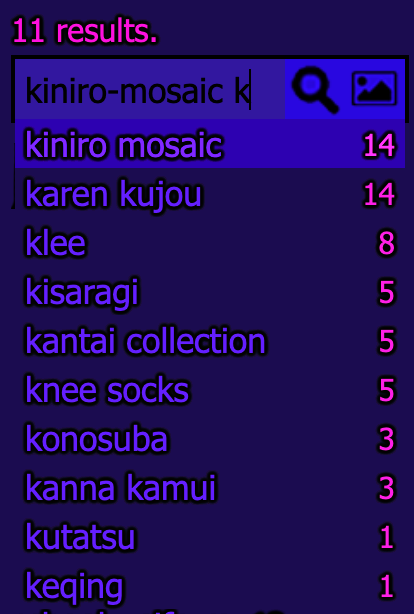 11 results.
kiniro-mosaic k
kiniro mosaic 14
karen kujou 14
klee 8
kisaragi 5
kantai collection 5
knee socks 5
konosuba 3
kanna kamui 3
kutatsu 1
keqing 1